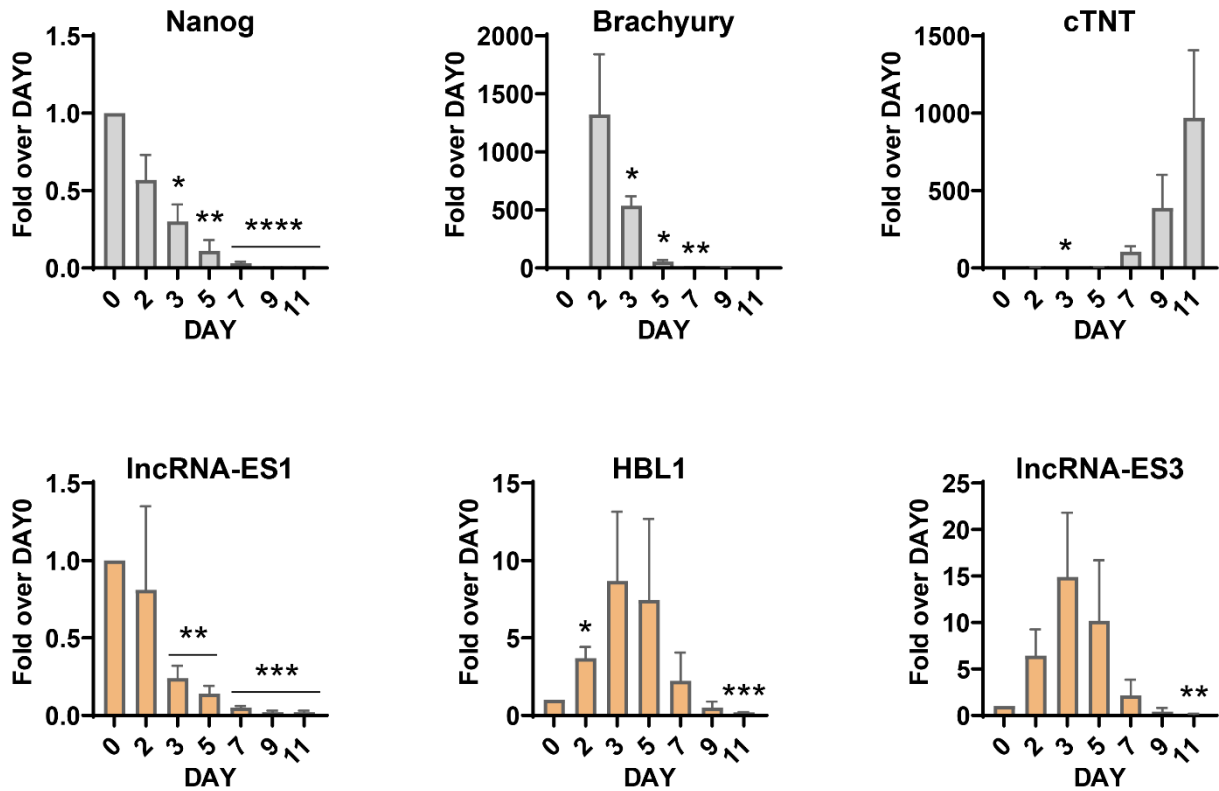 Nanog
Fold over DAY0
1.5
1.0
0.5
0.0
*
**
****
0 2 3 5 7 9 11
DAY
Brachyury
Fold over DAY0
2000
1500
1000
500
0
*
*
**
0 2 3 5 7 9 11
DAY
cTNT
Fold over DAY0
1500
1000
500
0
*
0 2 3 5 7 9 11
DAY
lncRNA-ES1
Fold over DAY0
1.5
1.0
0.5
0.0
**
***
0 2 3 5 7 9 11
DAY
HBL1
Fold over DAY0
15
10
5
0
*
***
0 2 3 5 7 9 11
DAY
lncRNA-ES3
Fold over DAY0
25
20
15
10
5
0
**
0 2 3 5 7 9 11
DAY